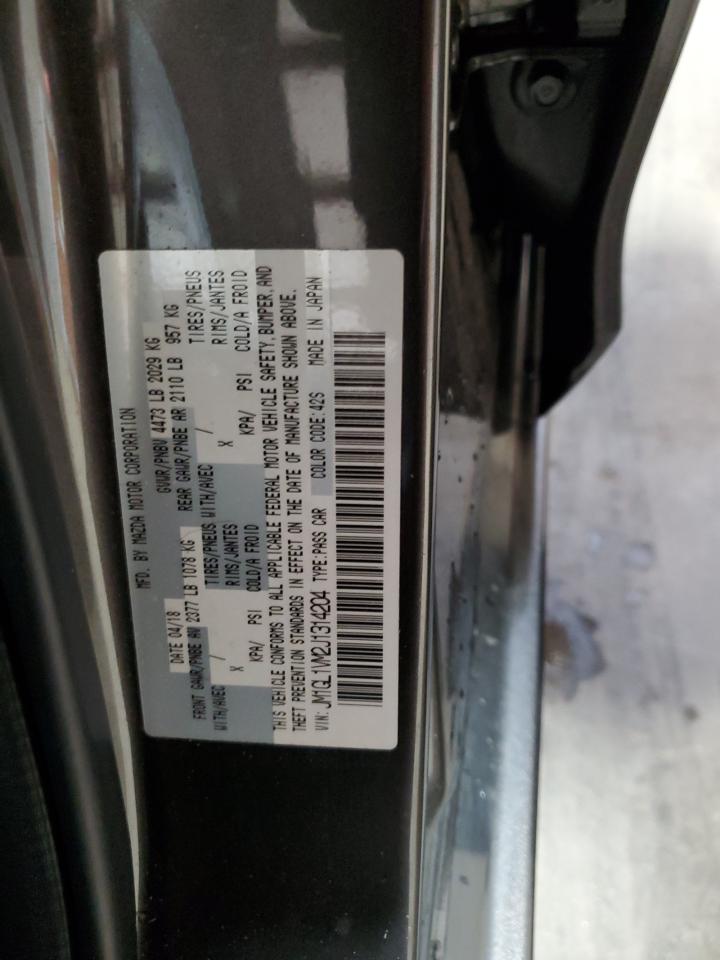 MFD. BY MAZDA MOTOR CORPORATION
DATE 04/18 GVWR/PNBV 4473 LB 2029 KG
FRONT GAWR/PNBE AV 2377 LB 1078 KG REAR GAWR/PNBE AR 2110 LB 957 KG
WITH/AVEC TIRES/PNEUS WITH/AVEC / TIRES/PNEUS
X RIMS/JANTES X RIMS/JANTES
KPA/ PSI COLD/A FROID KPA/ PSI COLD/A FROID
THIS VEHICLE CONFORMS TO ALL APPLICABLE FEDERAL MOTOR VEHICLE SAFETY, BUMPER, AND
THEFT PREVENTION STANDARDS IN EFFECT ON THE DATE OF MANUFACTURE SHOWN ABOVE.
VIN: JM1GL1VM2J1314204 TYPE:PASS CAR COLOR CODE:42S MADE IN JAPAN